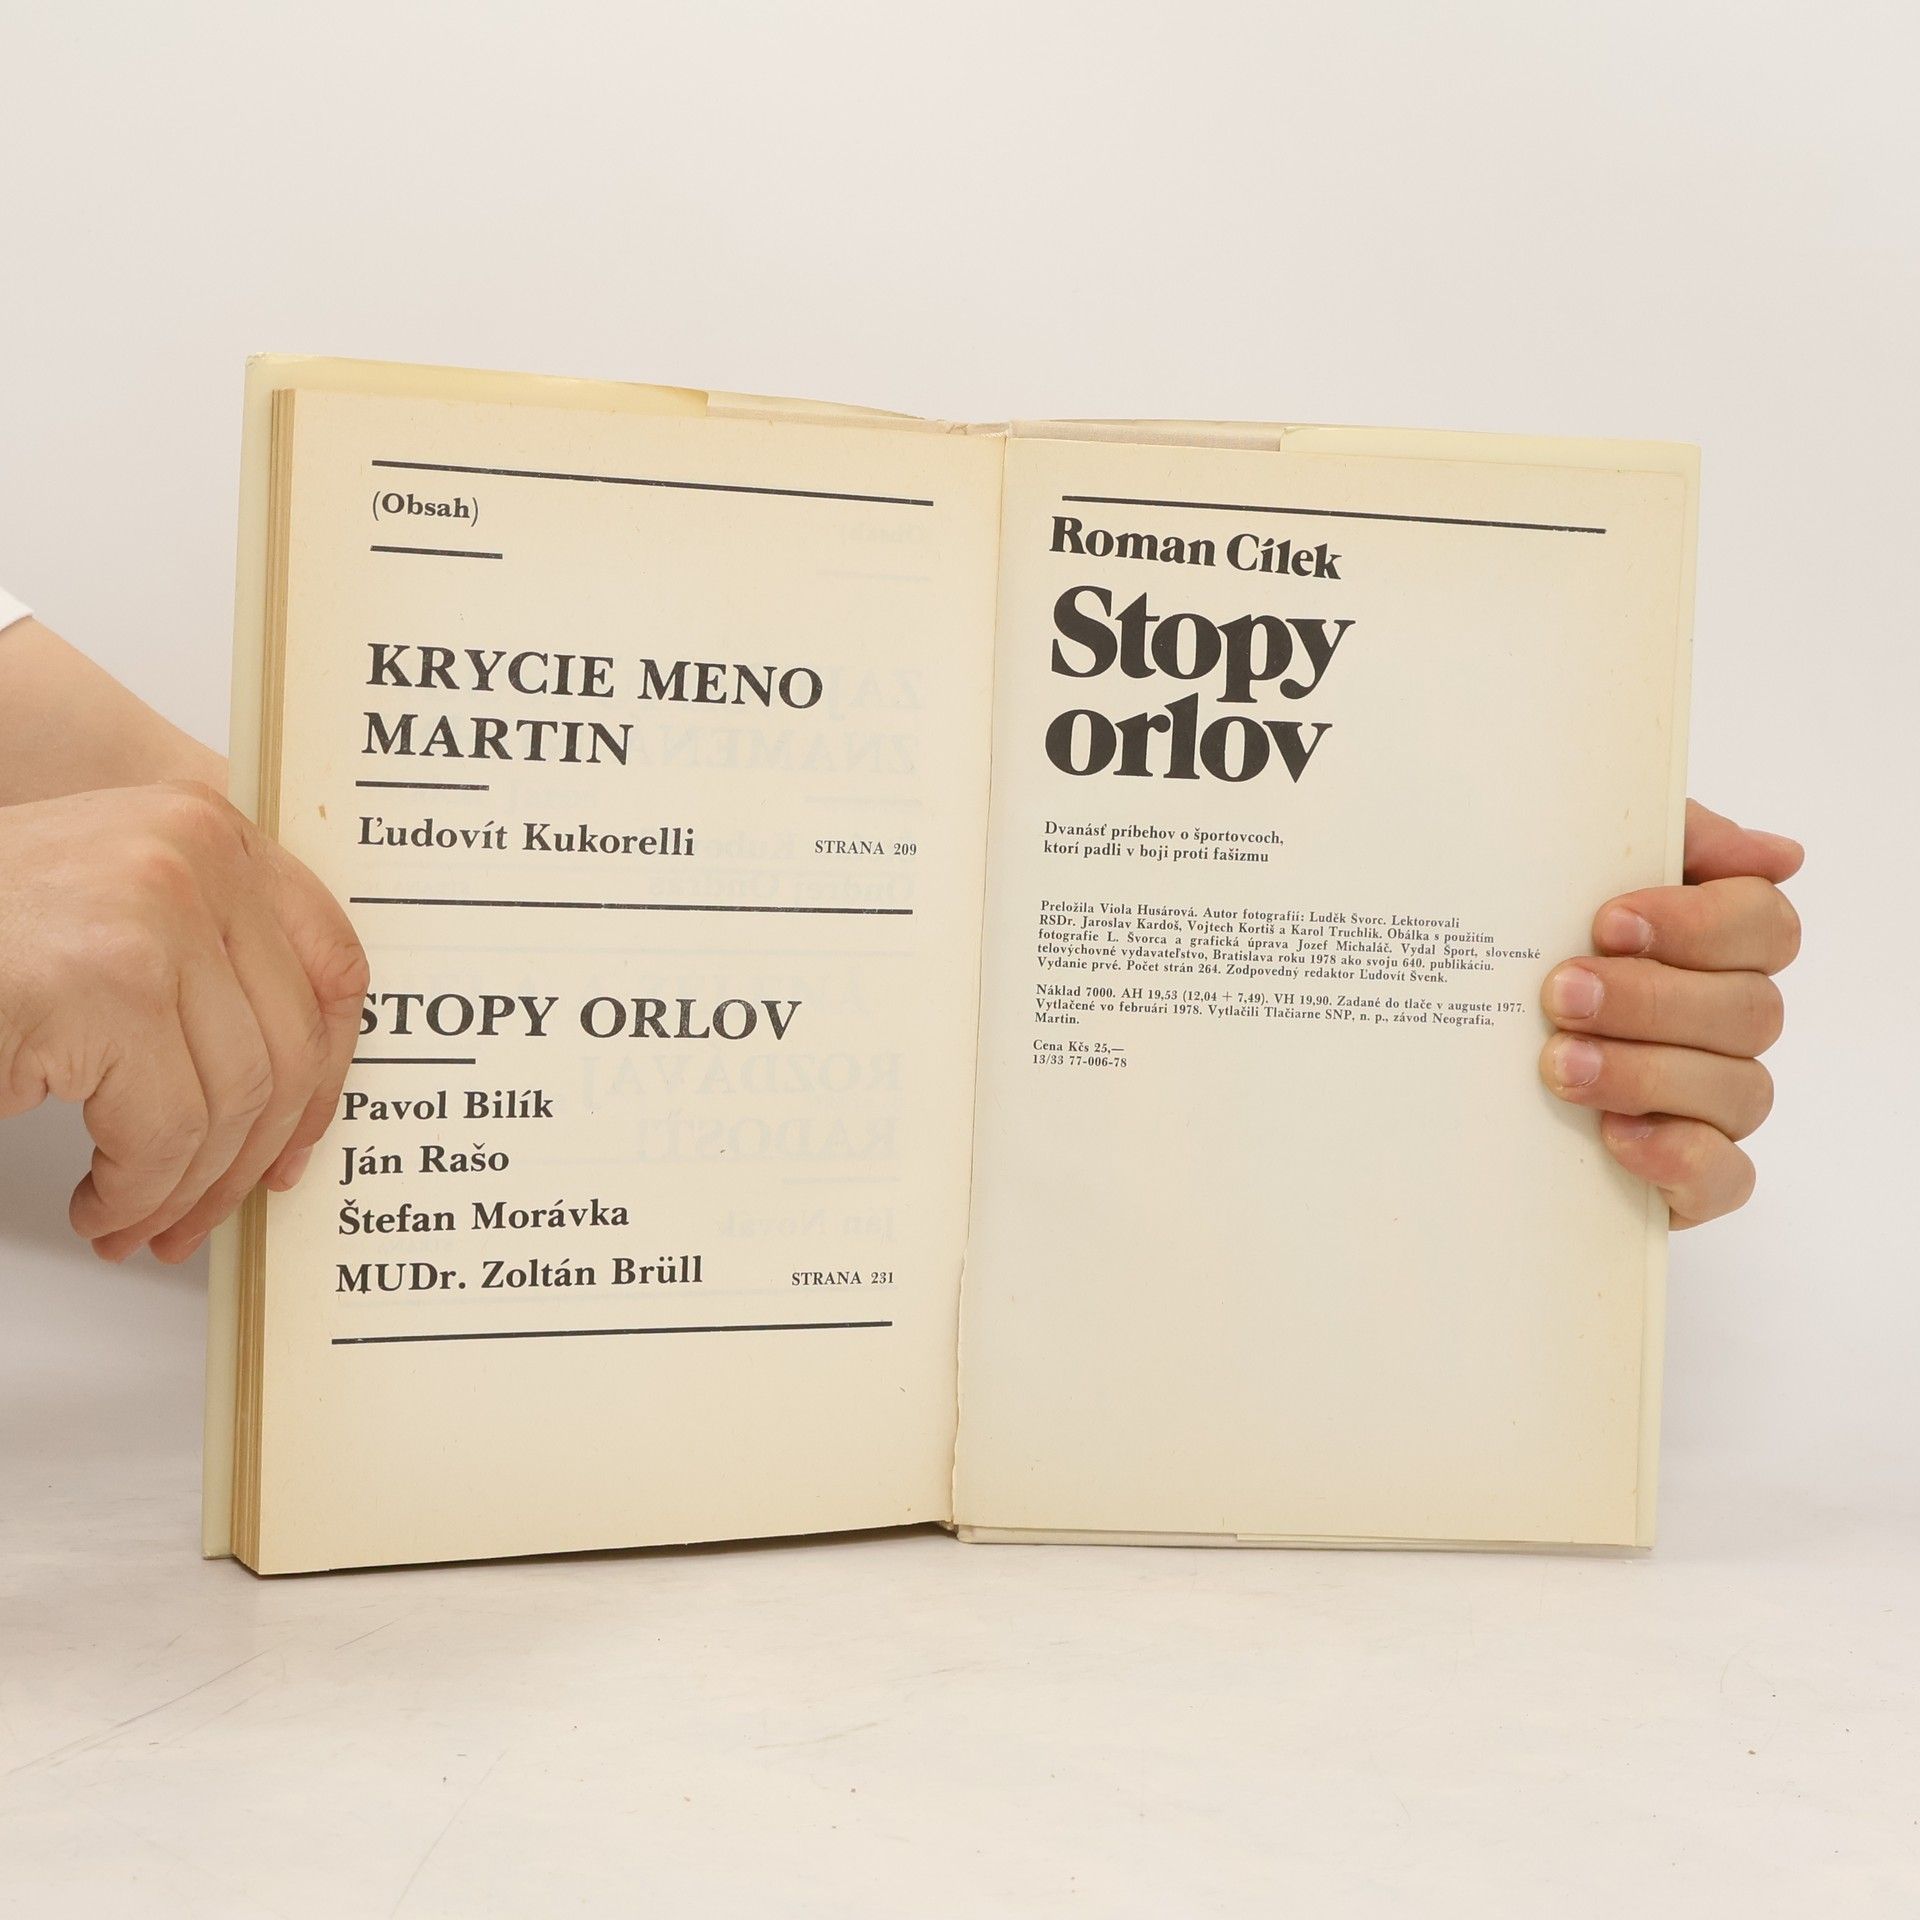 (Obsah)
KRYCIE MENO
MARTIN
Ľudovít Kukorelli STRANA 209
STOPY ORLOV
Pavol Bilík
Ján Rašo
Štefan Morávka
MUDr. Zoltán Brüll STRANA 231
Roman Cílek
Stopy
orlov
Dvanásť príbehov o športovcoch,
ktorí padli v boji proti fašizmu
Preložila Viola Husárová. Autor fotografií: Luděk Švorc. Lektorovali
RSDr. Jaroslav Kardoš, Vojtech Kortiš a Karol Truchlik. Obálka s použitím
fotografie L. Švorca a grafická úprava Jozef Michaláč. Vydal Šport, slovenské
telovýchovné vydavateľstvo, Bratislava roku 1978 ako svoju 640. publikáciu.
Vydanie prvé. Počet strán 264. Zodpovedný redaktor Ľudovít Švenk.
Náklad 7000. AH 19,53 (12,04 + 7,49). VH 19,90. Zadané do tlače v auguste 1977.
Vytlačené vo februári 1978. Vytlačili Tlačiarne SNP, n. p., závod Neografia,
Martin.
Cena Kčs 25,—
13/33 77-006-78